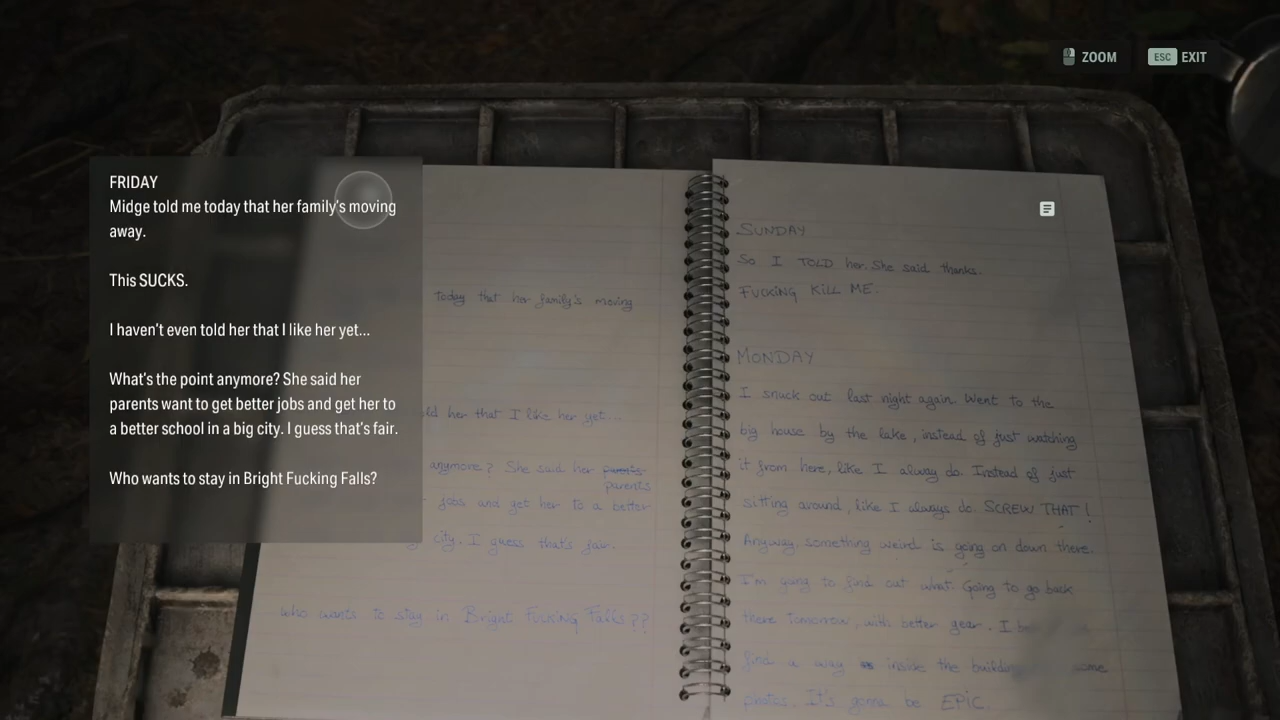 ZOOM
ESC EXIT
FRIDAY
Midge told me today that her family's moving
away.
This SUCKS.
I haven't even told her that I like her yet...
What's the point anymore? She said her
parents want to get better jobs and get her to
a better school in a big city. I guess that's fair.
Who wants to stay in Bright Fucking Falls?
Today that her family's moving
old her that I like her yet...
anymore? She said her parents
parents
jobs and get her to a better
city. I guess that's fair.
who wants to stay in Bright Fucking Falls??
SUNDAY
So I TOLD her. She said thanks.
FUCKING KILL ME.
MONDAY
I snuck out last night again. Went to the
big house by the lake, instead of just watching
it from here, like I alway do. Instead of just
sitting around, like I always do. SCREW THAT!
Anyway, something weird is going on down there.
I'm going to find out what. Going to go back
there tomorrow, with better gear. I
find a way inside the some
photos. It's gonna be EPIC.